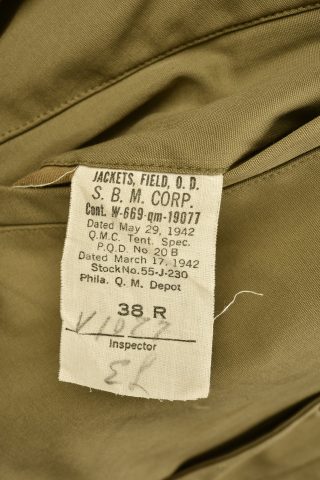 JACKETS, FIELD, O. D.
S. B. M. CORP.
Cont. W-669-qm-19077
Dated May 29, 1942
Q.M.C. Tent. Spec.
P.Q.D. No. 20 B
Dated March 17, 1942
Stock No. 55-J-230
Phila. Q. M. Depot
38 R
Inspector